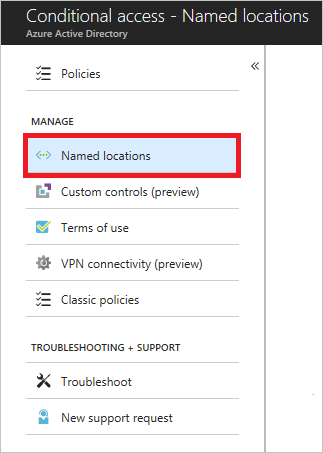 Conditional access - Named locations
Azure Active Directory
«
Policies
MANAGE
Named locations
Custom controls (preview)
Terms of use
VPN connectivity (preview)
Classic policies
TROUBLESHOOTING + SUPPORT
Troubleshoot
New support request